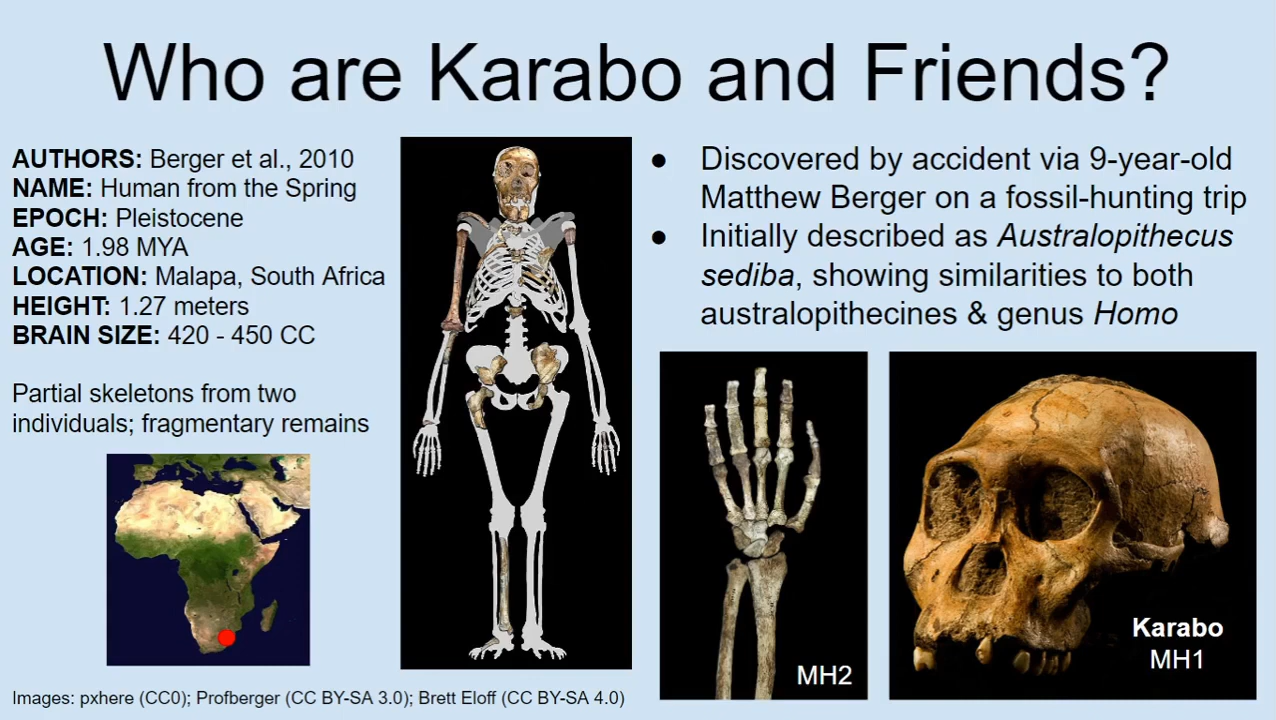 Who are Karabo and Friends?
AUTHORS: Berger et al., 2010
NAME: Human from the Spring
EPOCH: Pleistocene
AGE: 1.98 MYA
LOCATION: Malapa, South Africa
HEIGHT: 1.27 meters
BRAIN SIZE: 420 - 450 CC
Partial skeletons from two
individuals; fragmentary remains
● Discovered by accident via 9-year-old
Matthew Berger on a fossil-hunting trip
● Initially described as Australopithecus
sediba, showing similarities to both
australopithecines & genus Homo
MH2
Karabo
MH1
Images: pxhere (CC0); Profberger (CC BY-SA 3.0); Brett Eloff (CC BY-SA 4.0)